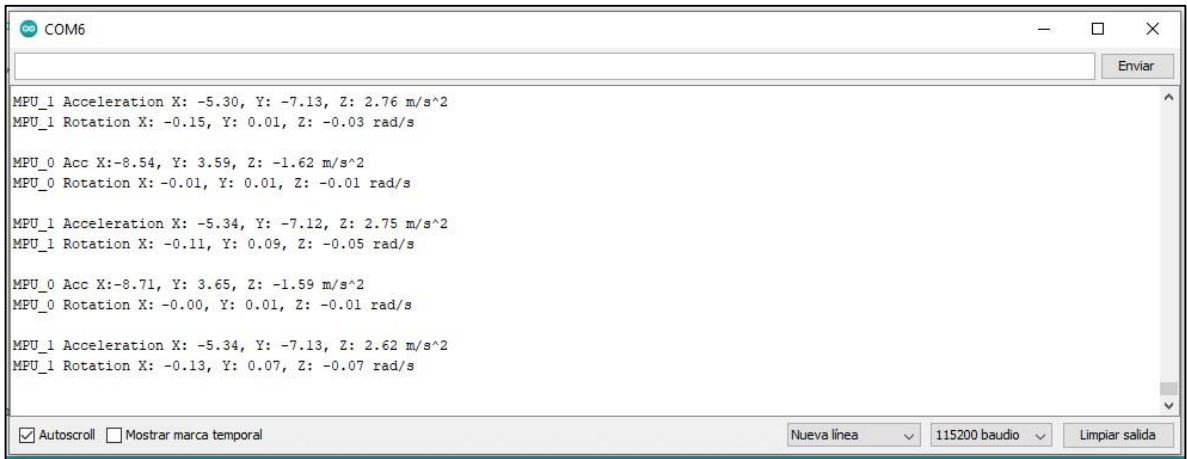 COM6
Enviar
MPU_1 Acceleration X: -5.30, Y: -7.13, Z: 2.76 m/s^2
MPU_1 Rotation X: -0.15, Y: 0.01, Z: -0.03 rad/s
MPU_0 Acc X:-8.54, Y: 3.59, Z: -1.62 m/s^2
MPU_0 Rotation X: -0.01, Y: 0.01, Z: -0.01 rad/s
MPU_1 Acceleration X: -5.34, Y: -7.12, Z: 2.75 m/s^2
MPU_1 Rotation X: -0.11, Y: 0.09, Z: -0.05 rad/s
MPU_0 Acc X:-8.71, Y: 3.65, Z: -1.59 m/s^2
MPU_0 Rotation X: -0.00, Y: 0.01, Z: -0.01 rad/s
MPU_1 Acceleration X: -5.34, Y: -7.13, Z: 2.62 m/s^2
MPU_1 Rotation X: -0.13, Y: 0.07, Z: -0.07 rad/s
Autoscroll Mostrar marca temporal Nueva línea 115200 baudio Limpiar salida